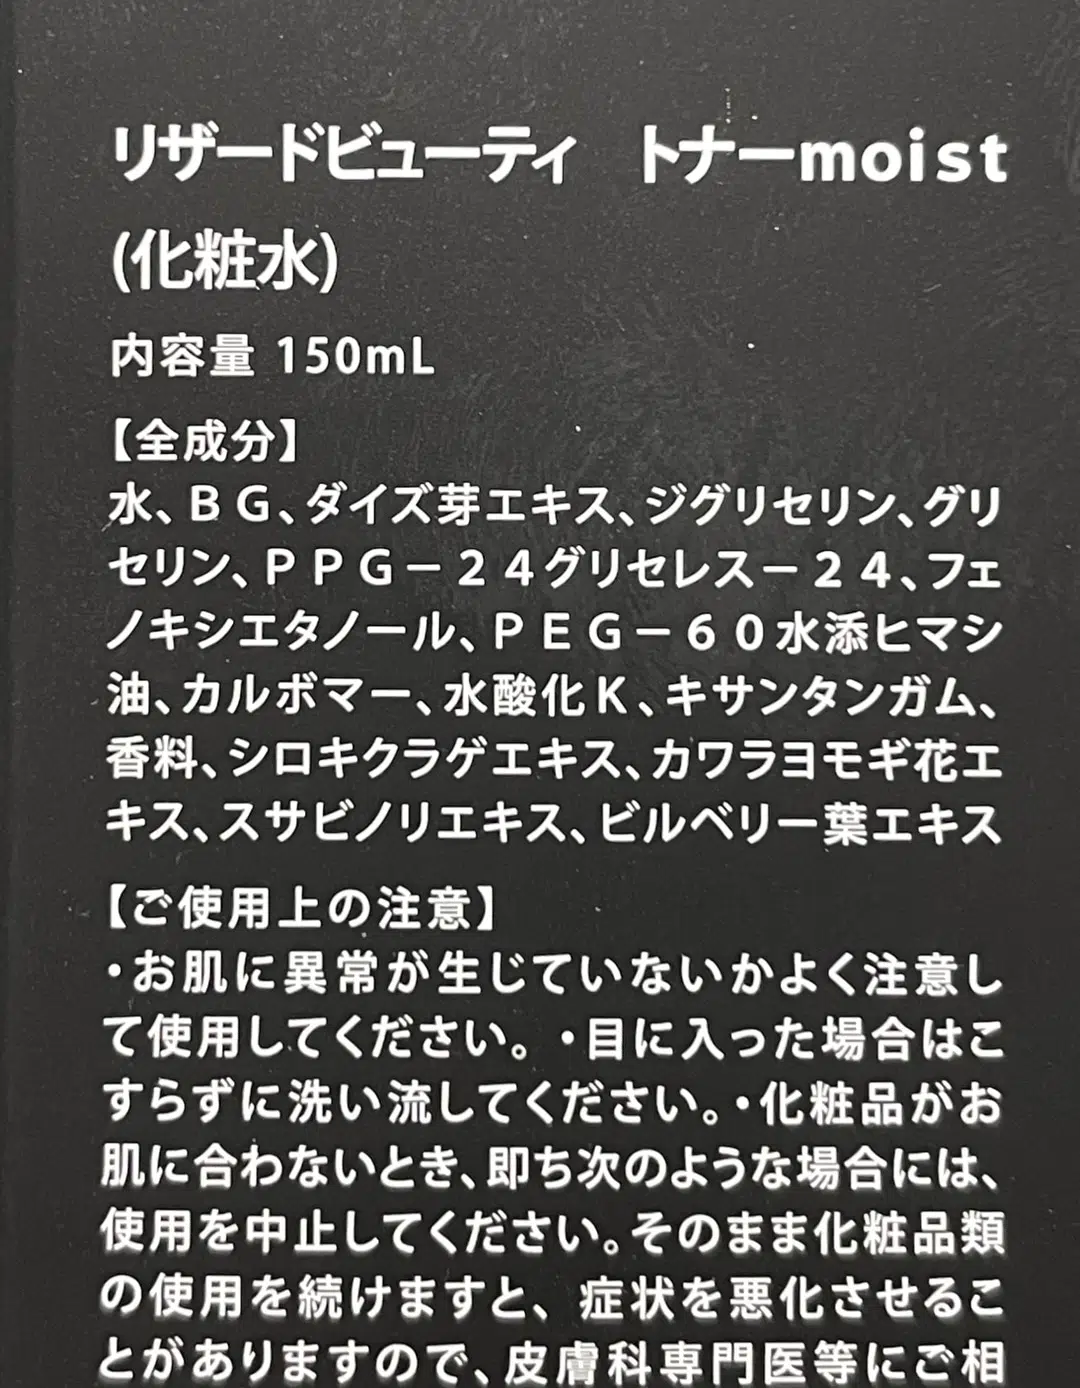 リザードビューティ　トナーmoist
(化粧水)
内容量 150mL
【全成分】
水、ＢＧ、ダイズ芽エキス、ジグリセリン、グリ
セリン、ＰＰＧ－２４グリセレス－２４、フェ
ノキシエタノール、ＰＥＧ－６０水添ヒマシ
油、カルボマー、水酸化Ｋ、キサンタンガム、
香料、シロキクラゲエキス、カワラヨモギ花エ
キス、スサビノリエキス、ビルベリー葉エキス
【ご使用上の注意】
・お肌に異常が生じていないかよく注意し
て使用してください。・目に入った場合はこ
すらずに洗い流してください。・化粧品がお
肌に合わないとき、即ち次のような場合には、
使用を中止してください。そのまま化粧品類
の使用を続けますと、症状を悪化させるこ
とがありますので、皮膚科専門医等にご相